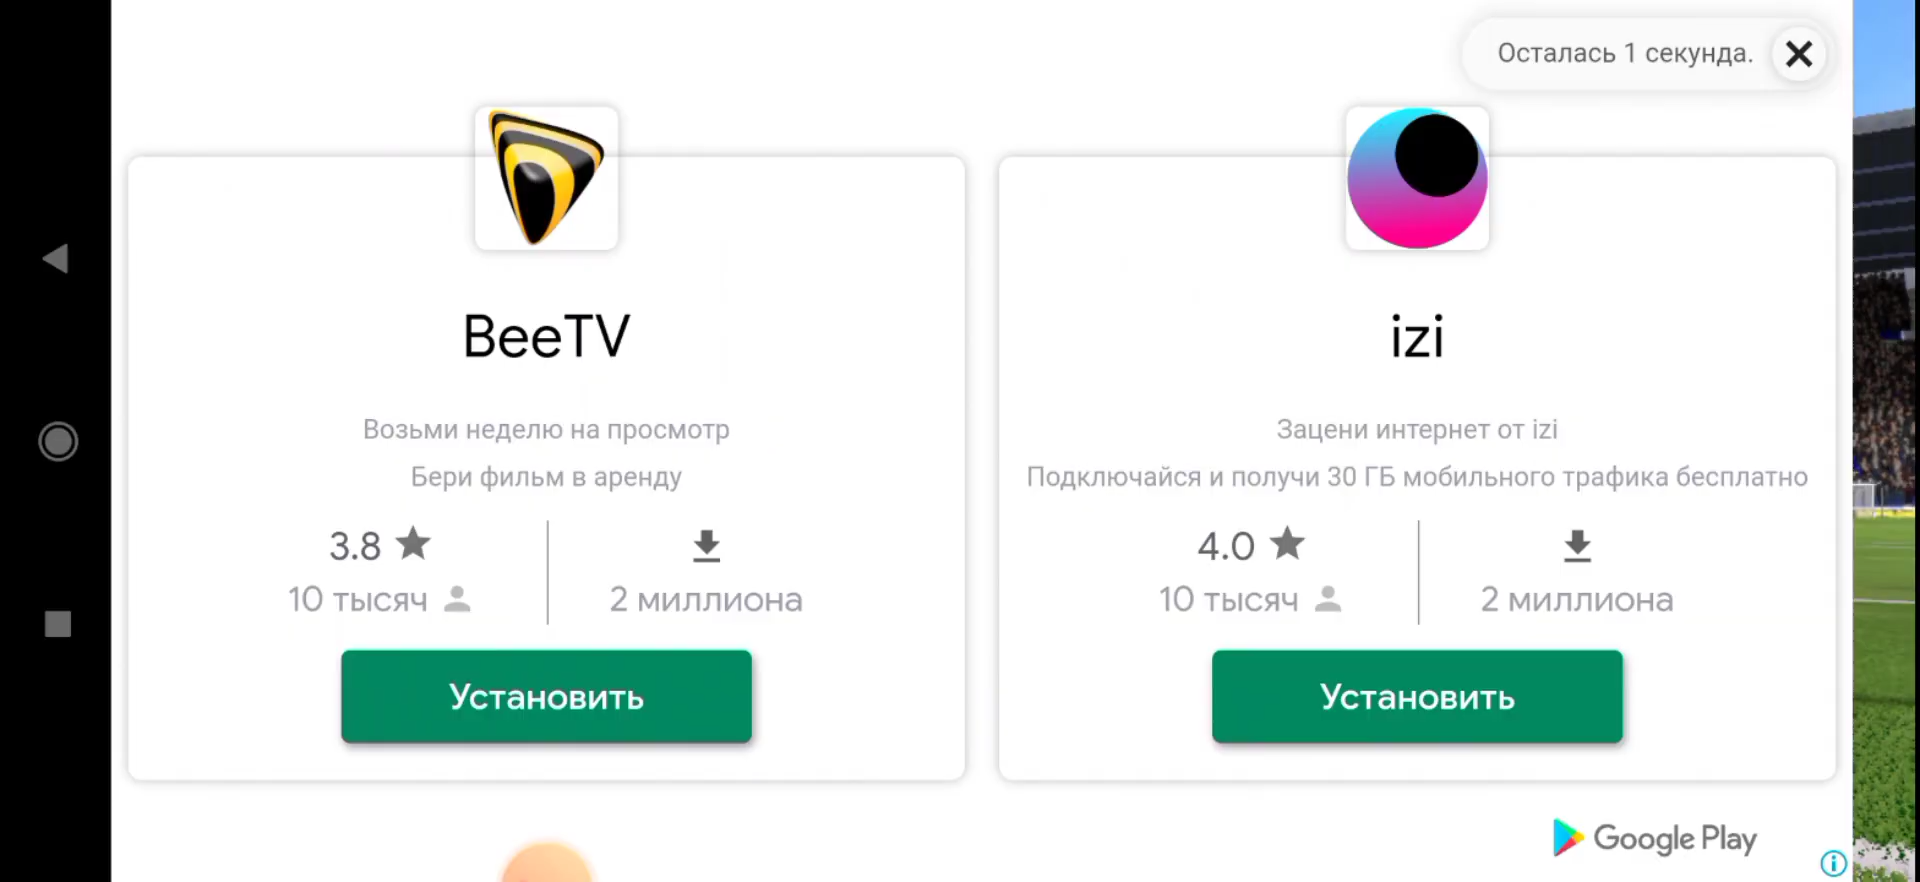 Осталась 1 секунда.
BeeTV
Возьми неделю на просмотр
Бери фильм в аренду
3.8
10 тысяч
2 миллиона
Установить
izi
Зацени интернет от izi
Подключайся и получи 30 ГБ мобильного трафика бесплатно
4.0
10 тысяч
2 миллиона
Установить
Google Play